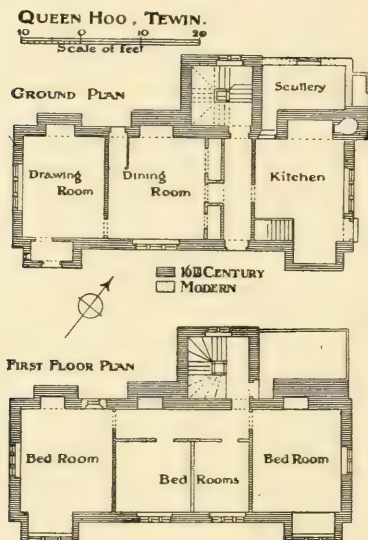 QUEEN HOO, TEWIN.
10 0 10 20
Scale of feet
GROUND PLAN
Scullery
Drawing Room
Dining Room
Kitchen
16TH CENTURY
MODERN
FIRST FLOOR PLAN
Bed Room
Bed Rooms
Bed Room